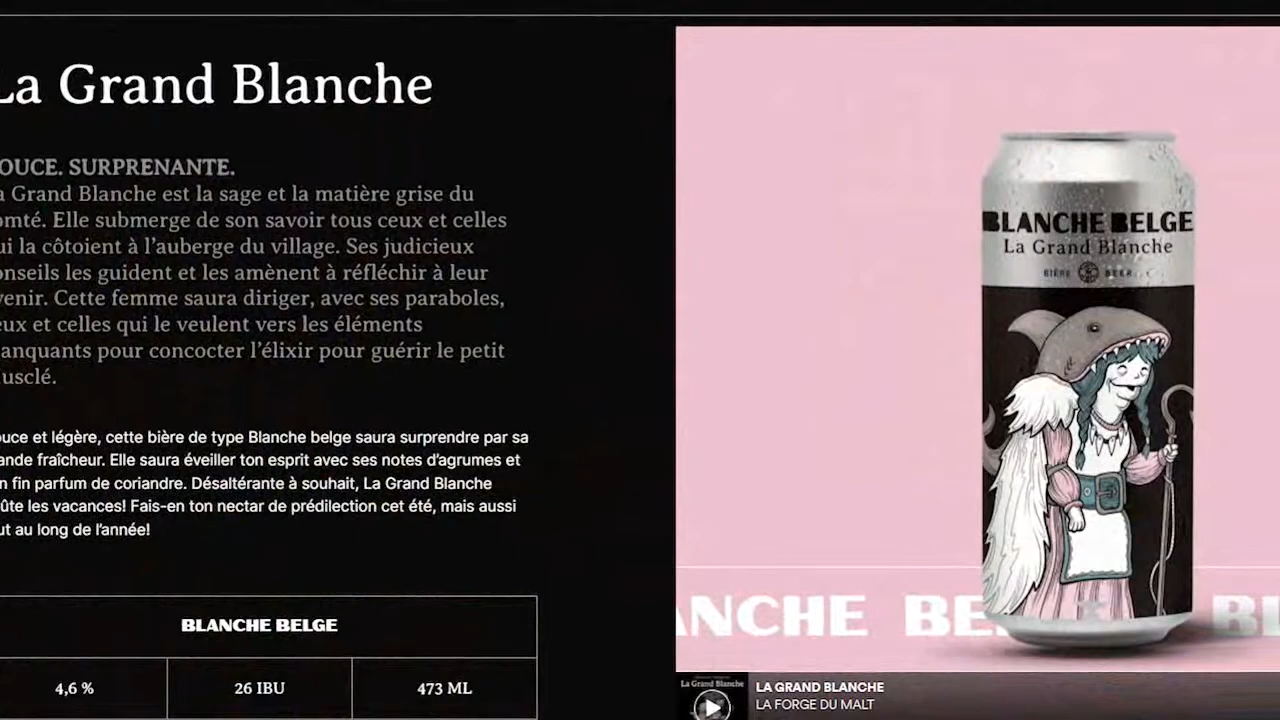 La Grand Blanche
OUCE. SURPRENANTE.
a Grand Blanche est la sage et la matière grise du
omté. Elle submerge de son savoir tous ceux et celles
ui la côtoient à l'auberge du village. Ses judicieux
onseils les guident et les amènent à réfléchir à leur
venir. Cette femme saura diriger, avec ses paraboles,
eux et celles qui le veulent vers les éléments
anquants pour concocter l'élixir pour guérir le petit
usclé.
ouce et légère, cette bière de type Blanche belge saura surprendre par sa
ande fraîcheur. Elle saura éveiller ton esprit avec ses notes d'agrumes et
n fin parfum de coriandre. Désaltérante à souhait, La Grand Blanche
oûte les vacances! Fais-en ton nectar de prédilection cet été, mais aussi
ut au long de l'année!
BLANCHE BELGE
4,6 %
26 IBU
473 ML
BLANCHE BELGE
La Grand Blanche
BIÈRE BEER
ANCHE BE BL
La Grand Blanche
LA GRAND BLANCHE
LA FORGE DU MALT